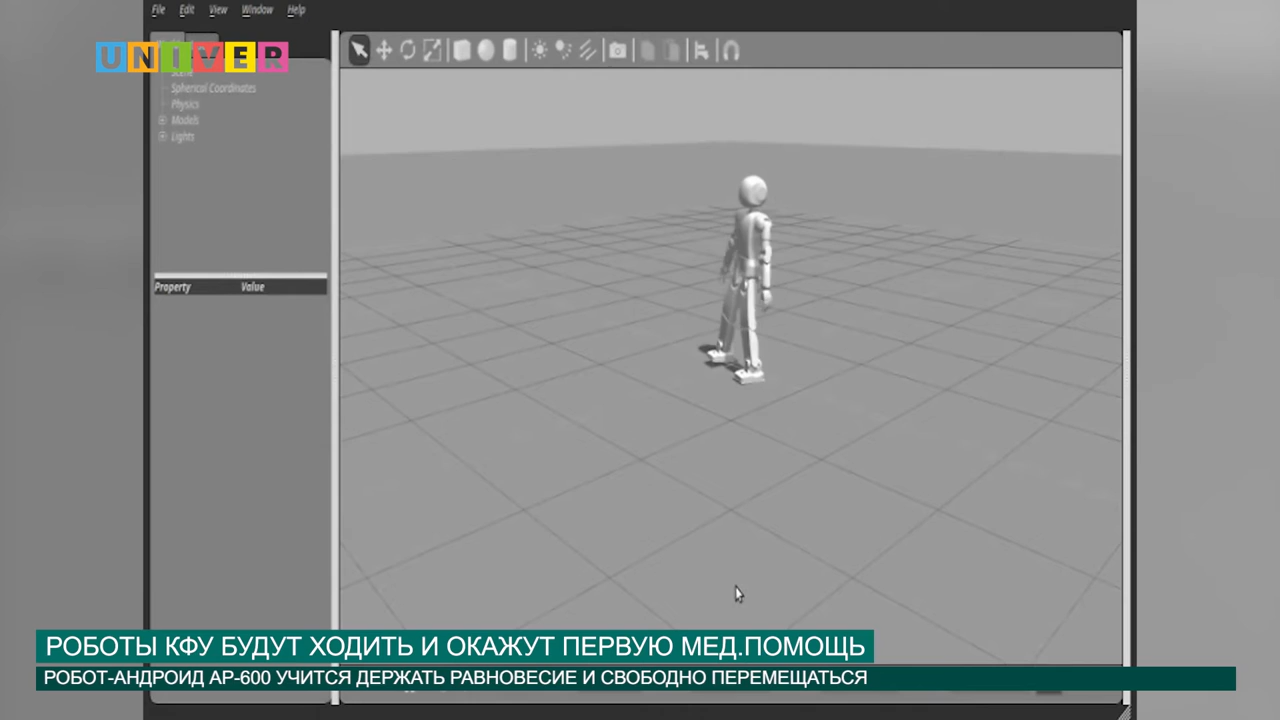 File Edit View Window Help
UNIVER
Spherical Coordinates
Physics
Models
Lights
Property Value
РОБОТЫ КФУ БУДУТ ХОДИТЬ И ОКАЖУТ ПЕРВУЮ МЕД.ПОМОЩЬ
РОБОТ-АНДРОИД АР-600 УЧИТСЯ ДЕРЖАТЬ РАВНОВЕСИЕ И СВОБОДНО ПЕРЕМЕЩАТЬСЯ